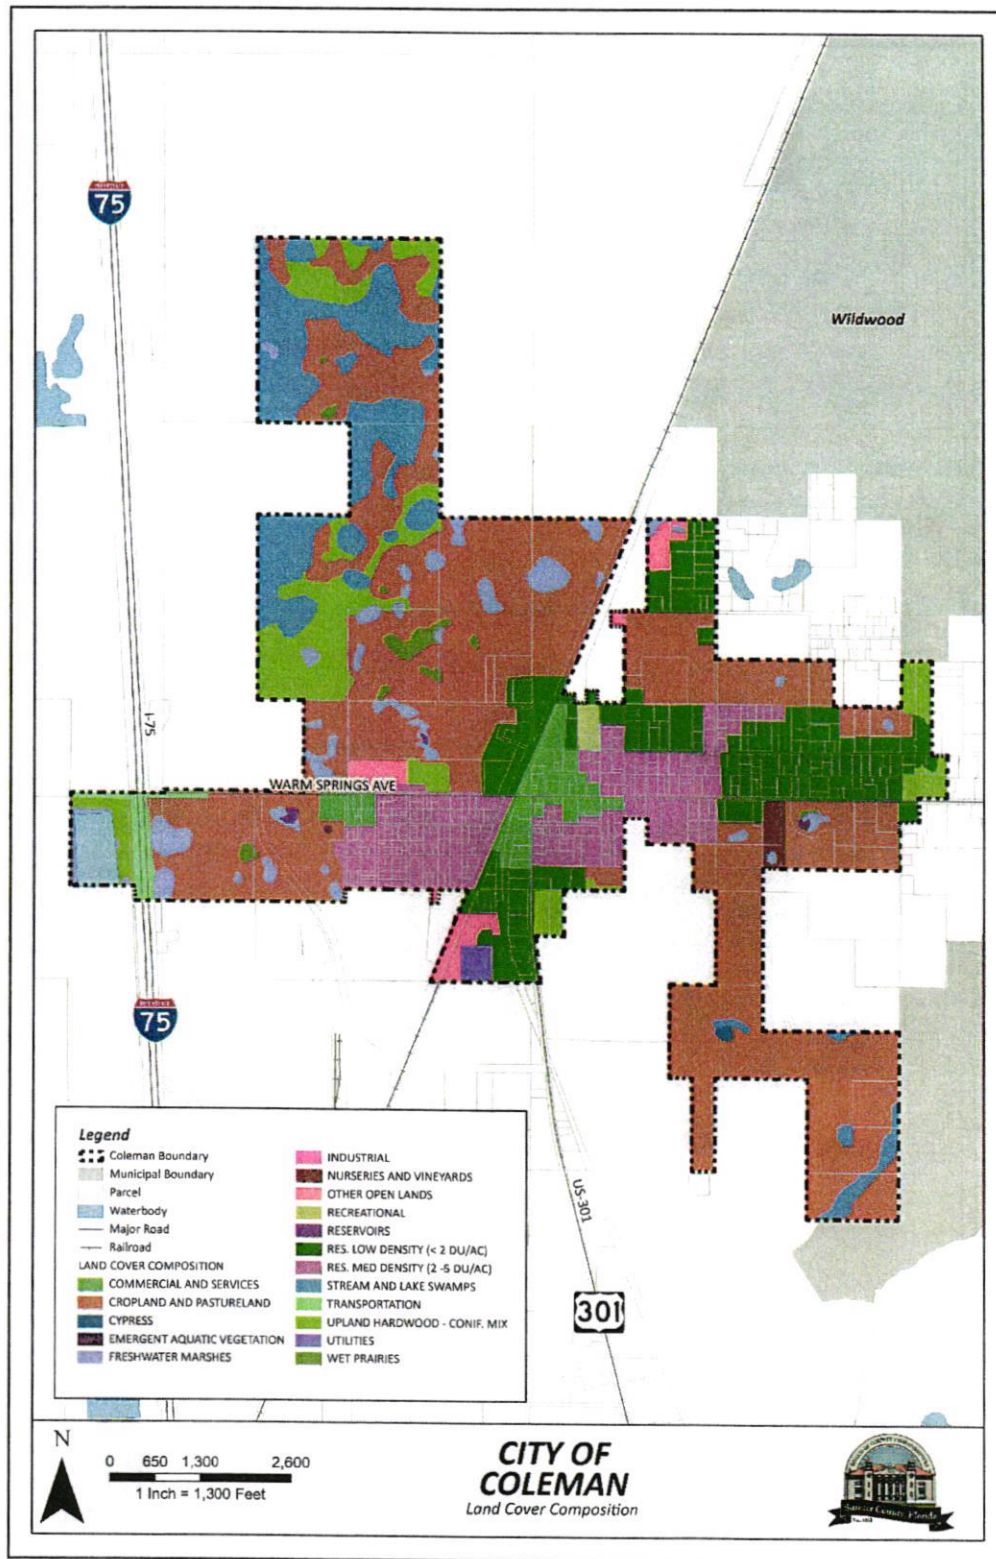 INTERSTATE
75
Wildwood
I-75
WARM SPRINGS AVE
75
US-301
301
Legend
Coleman Boundary
Municipal Boundary
Parcel
Waterbody
Major Road
Railroad
LAND COVER COMPOSITION
COMMERCIAL AND SERVICES
CROPLAND AND PASTURELAND
CYPRESS
EMERGENT AQUATIC VEGETATION
FRESHWATER MARSHES
INDUSTRIAL
NURSERIES AND VINEYARDS
OTHER OPEN LANDS
RECREATIONAL
RESERVOIRS
RES. LOW DENSITY (< 2 DU/AC)
RES. MED DENSITY (2 -5 DU/AC)
STREAM AND LAKE SWAMPS
TRANSPORTATION
UPLAND HARDWOOD - CONIF. MIX
UTILITIES
WET PRAIRIES
N
0 650 1,300 2,600
1 Inch = 1,300 Feet
CITY OF
COLEMAN
Land Cover Composition
Sumter County, Florida